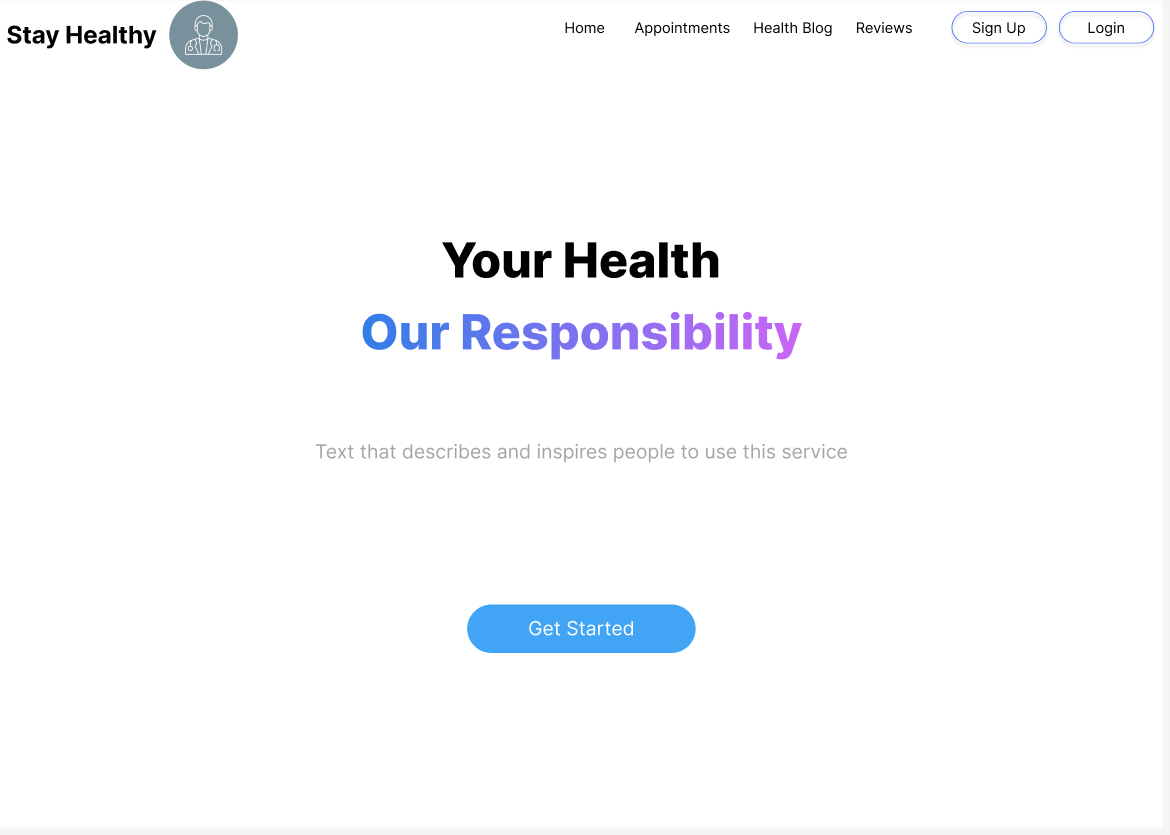 Stay Healthy
Home Appointments Health Blog Reviews Sign Up Login
Your Health
Our Responsibility
Text that describes and inspires people to use this service
Get Started